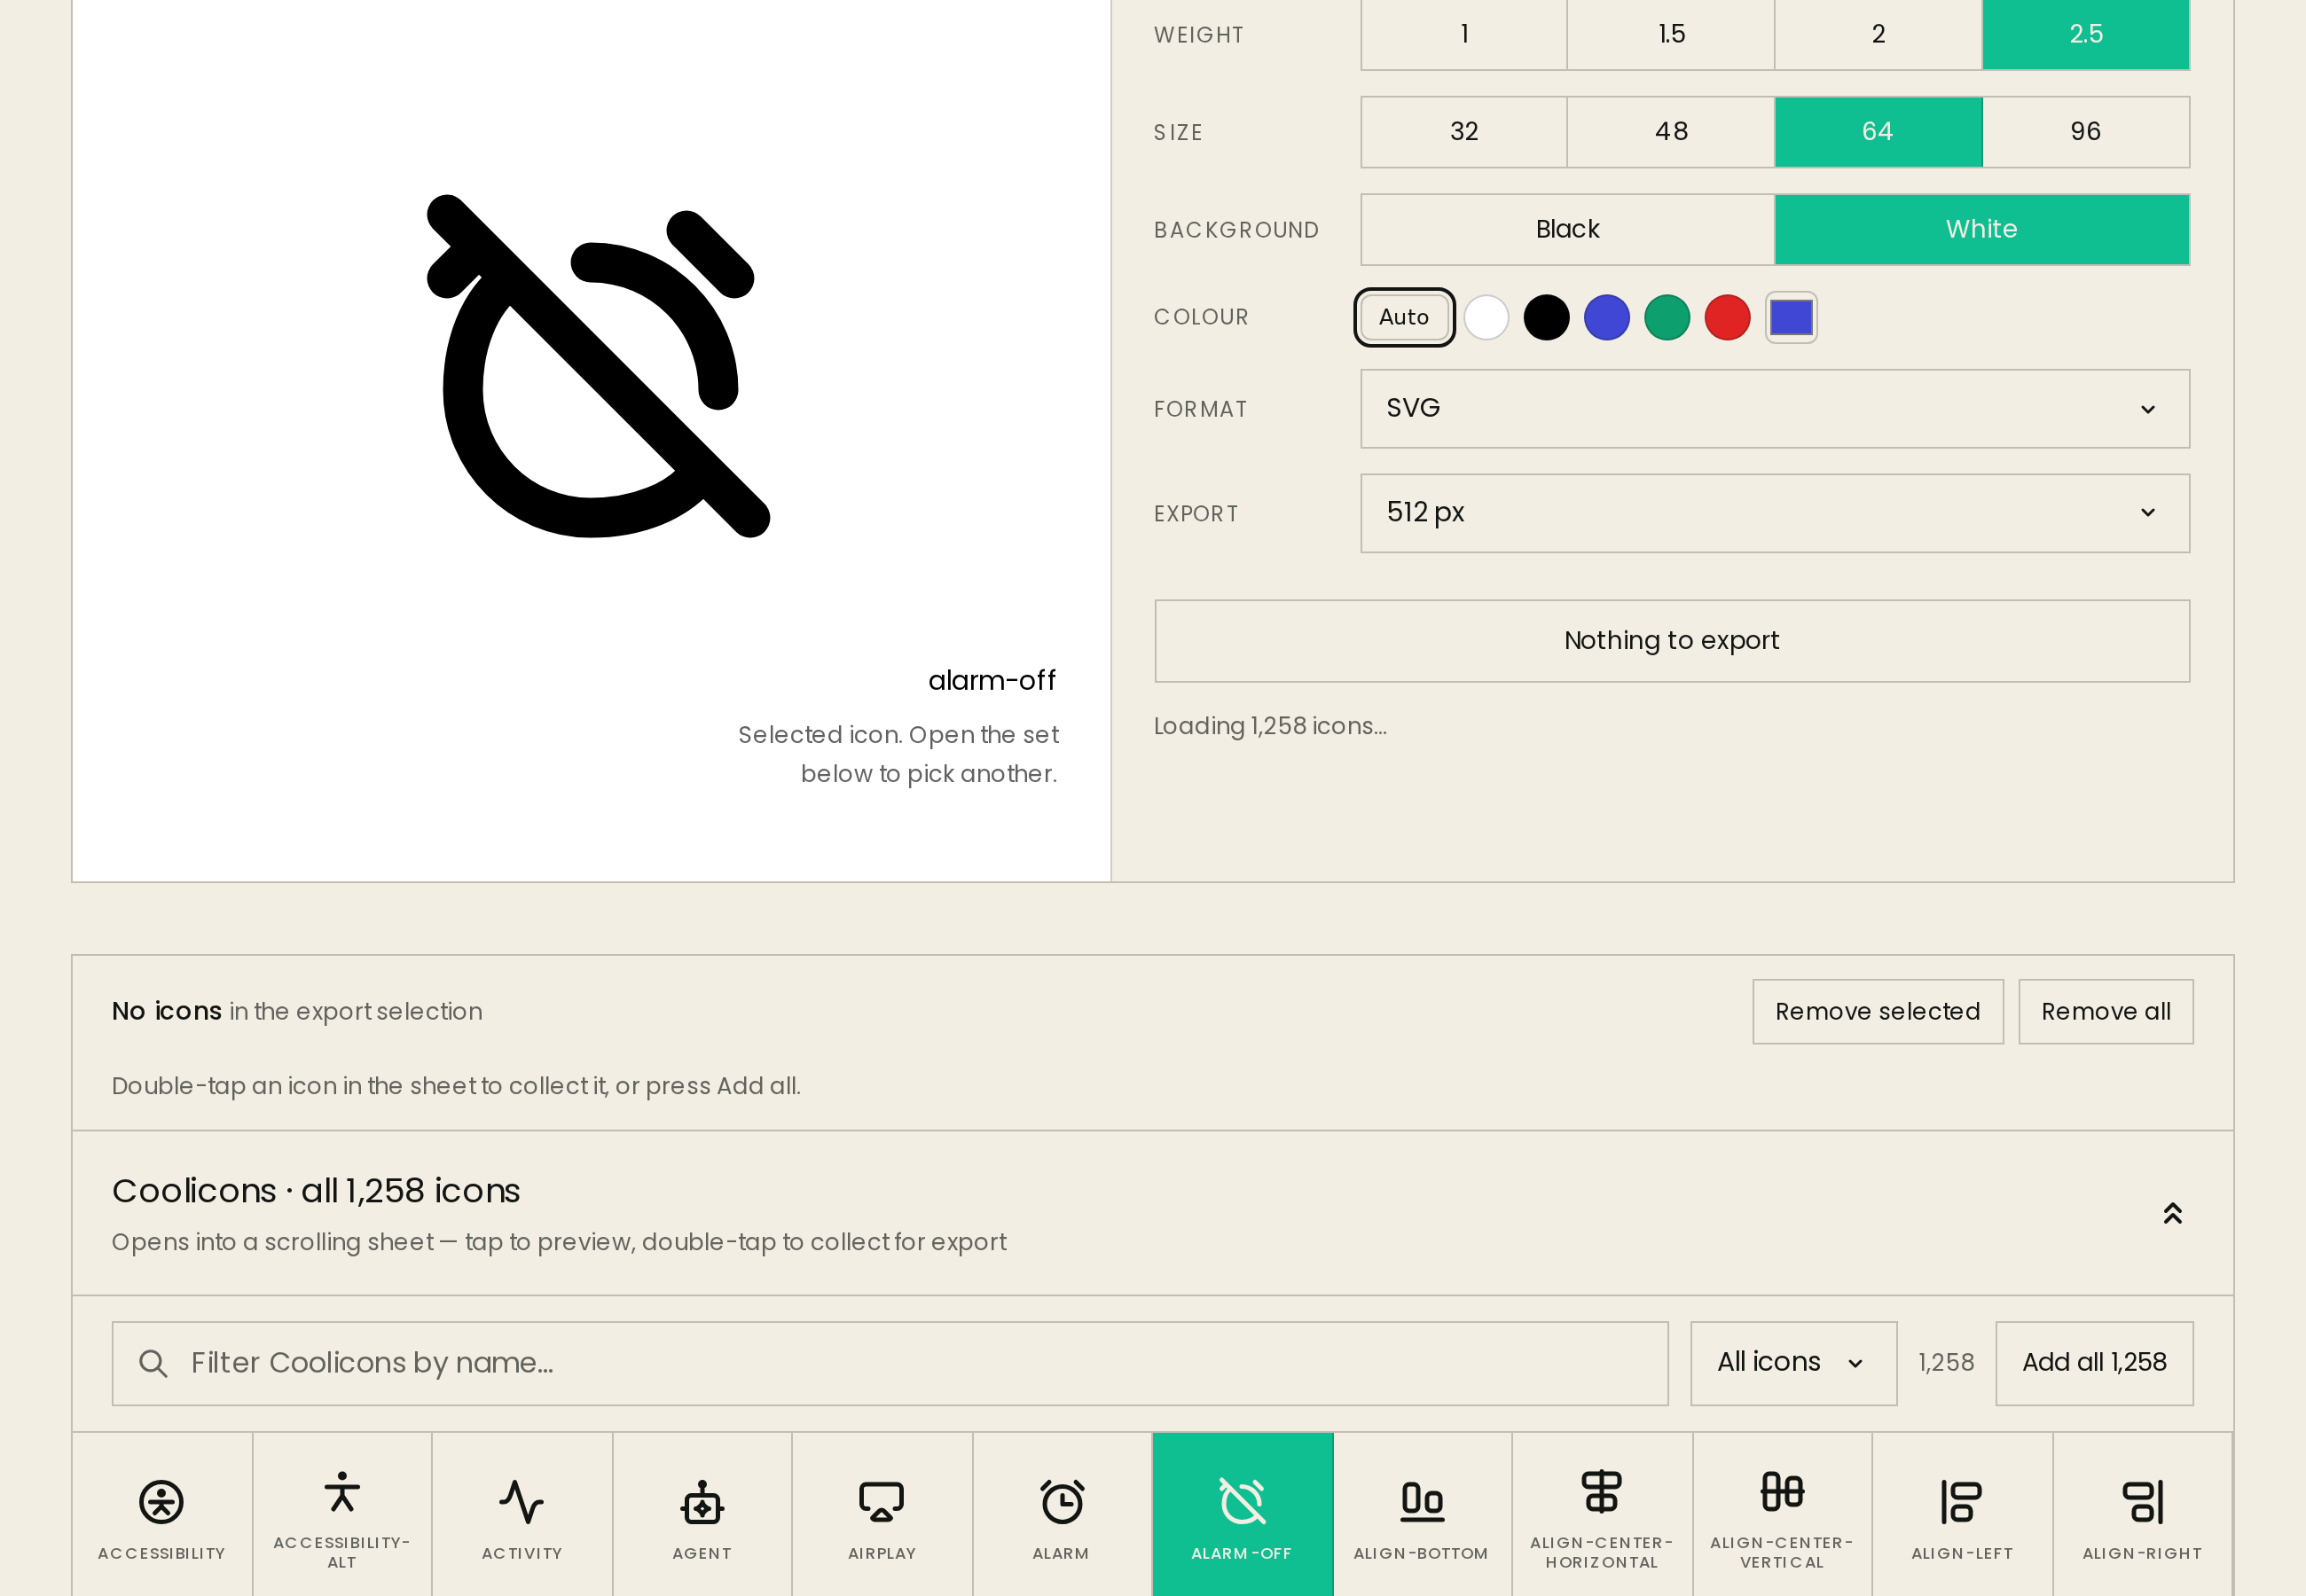 WEIGHT
1
1.5
2
2.5
SIZE
32
48
64
96
BACKGROUND
Black
White
COLOUR
Auto
FORMAT
SVG
EXPORT
512 px
Nothing to export
Loading 1,258 icons...
alarm-off
Selected icon. Open the set
below to pick another.
No icons in the export selection
Remove selected
Remove all
Double-tap an icon in the sheet to collect it, or press Add all.
Coolicons · all 1,258 icons
Opens into a scrolling sheet — tap to preview, double-tap to collect for export
Filter Coolicons by name...
All icons
1,258
Add all 1,258
ACCESSIBILITY
ACCESSIBILITY-
ALT
ACTIVITY
AGENT
AIRPLAY
ALARM
ALARM-OFF
ALIGN-BOTTOM
ALIGN-CENTER-
HORIZONTAL
ALIGN-CENTER-
VERTICAL
ALIGN-LEFT
ALIGN-RIGHT